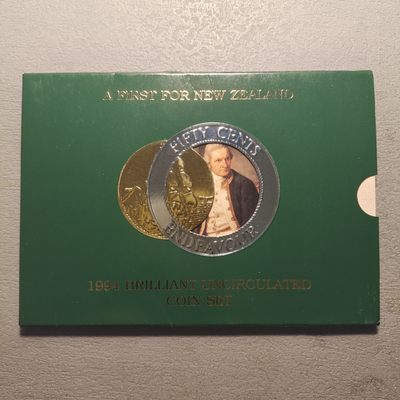 A FIRST FOR NEW ZEALAND
FIFTY CENTS
ENDEAVOUR
1994 BRILLIANT UNCIRCULATED
COIN SET